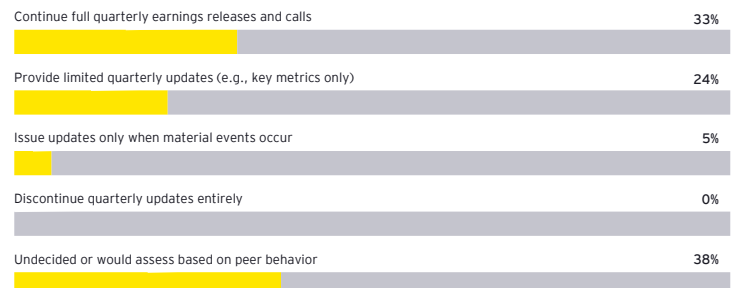 Continue full quarterly earnings releases and calls 33%
Provide limited quarterly updates (e.g., key metrics only) 24%
Issue updates only when material events occur 5%
Discontinue quarterly updates entirely 0%
Undecided or would assess based on peer behavior 38%